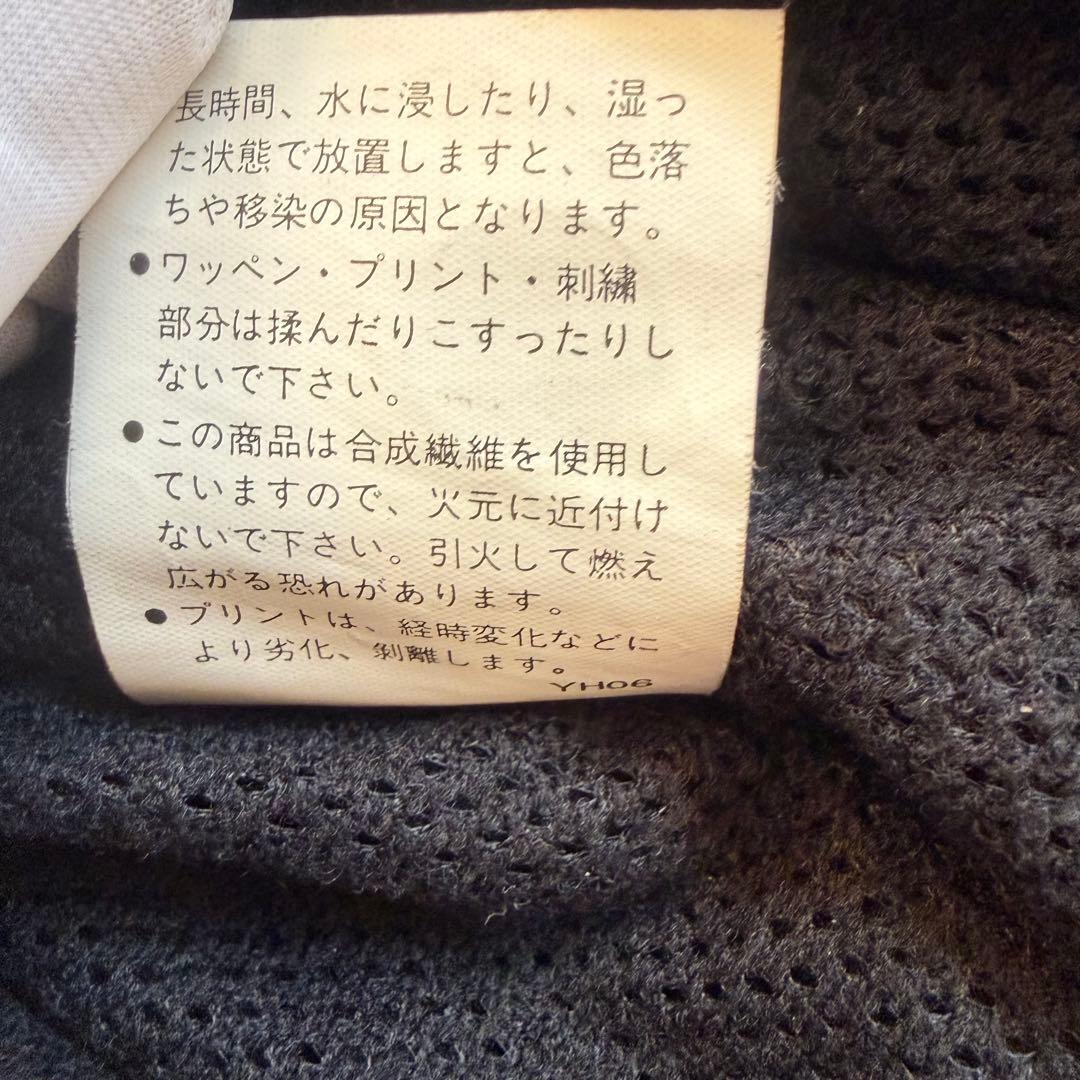 長時間、水に浸したり、湿っ
た状態で放置しますと、色落
ちや移染の原因となります。
●ワッペン・プリント・刺繍
部分は揉んだりこすったりし
ないで下さい。
●この商品は合成繊維を使用し
ていますので、火元に近付け
ないで下さい。引火して燃え
広がる恐れがあります。
●プリントは、経時変化などに
より劣化、剥離します。
YH06